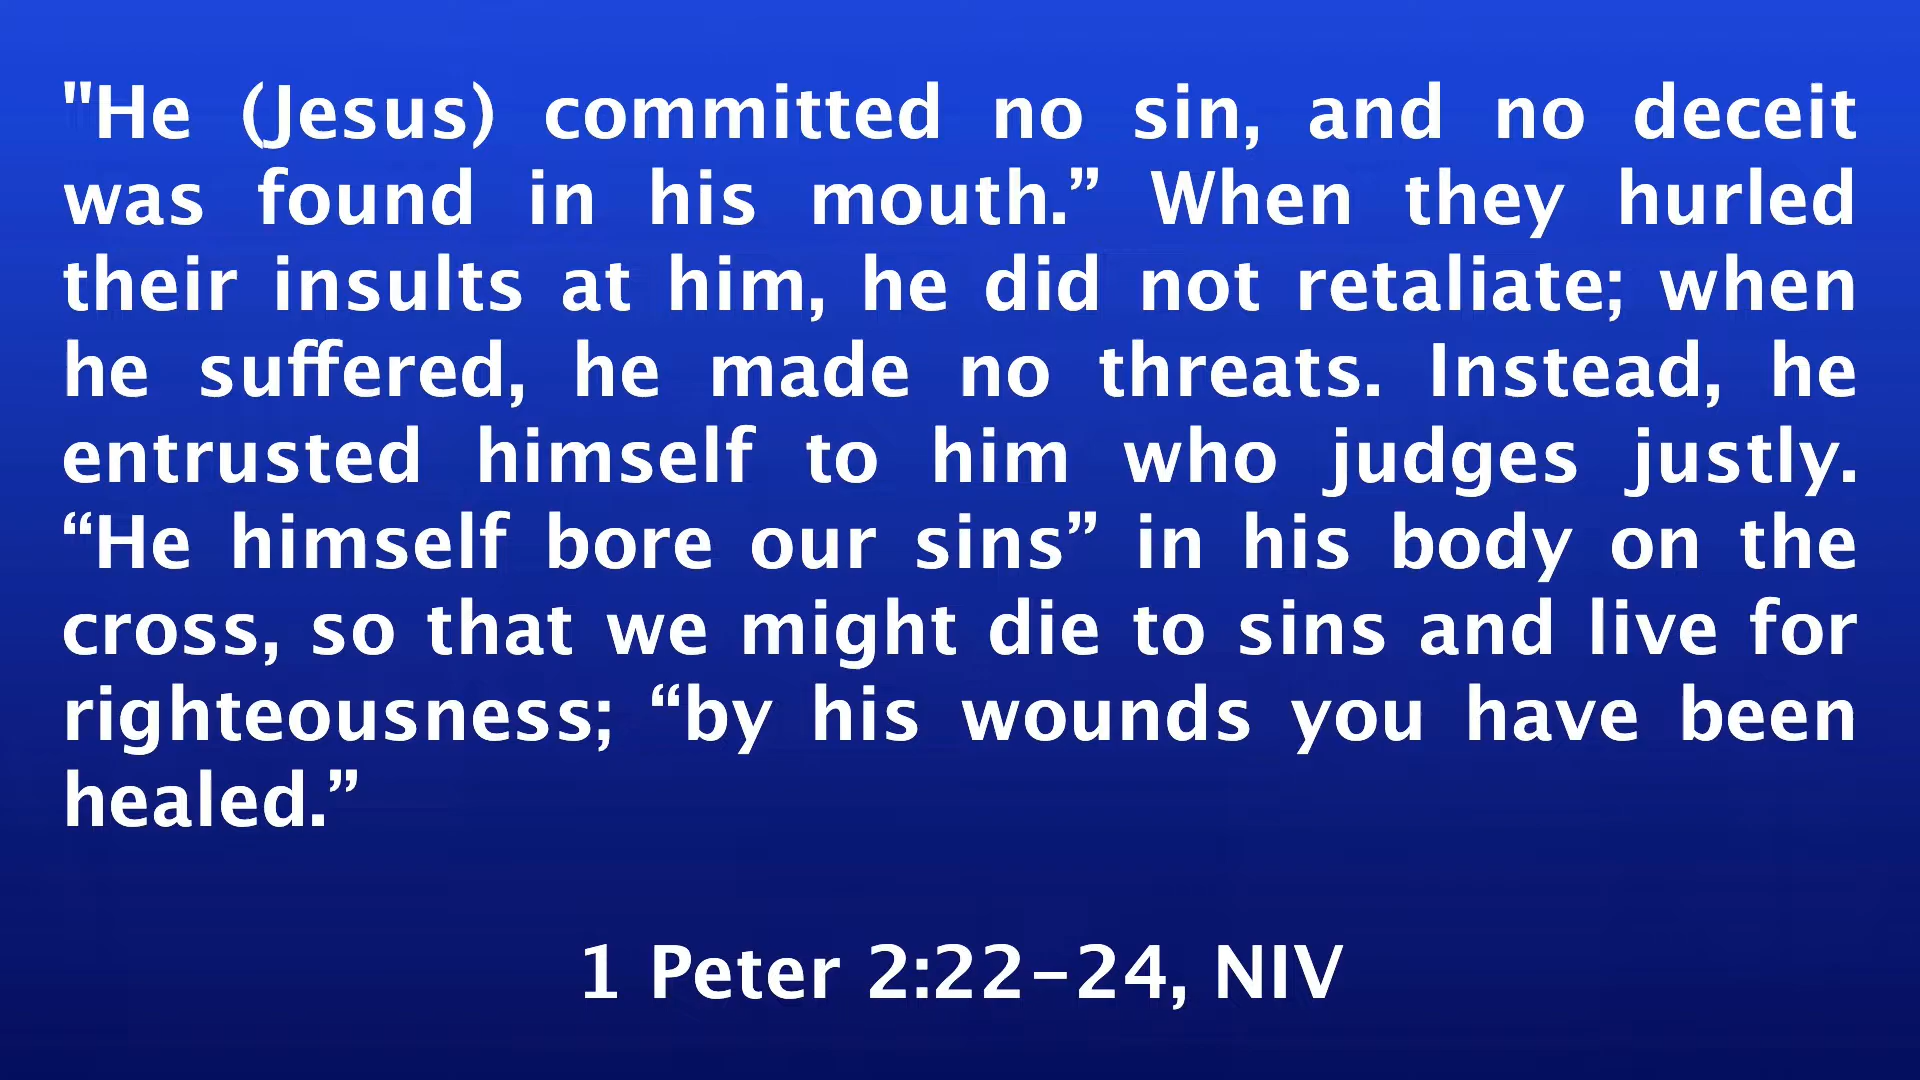 "He (Jesus) committed no sin, and no deceit
was found in his mouth.” When they hurled
their insults at him, he did not retaliate; when
he suffered, he made no threats. Instead, he
entrusted himself to him who judges justly.
“He himself bore our sins” in his body on the
cross, so that we might die to sins and live for
righteousness; “by his wounds you have been
healed.”
1 Peter 2:22–24, NIV